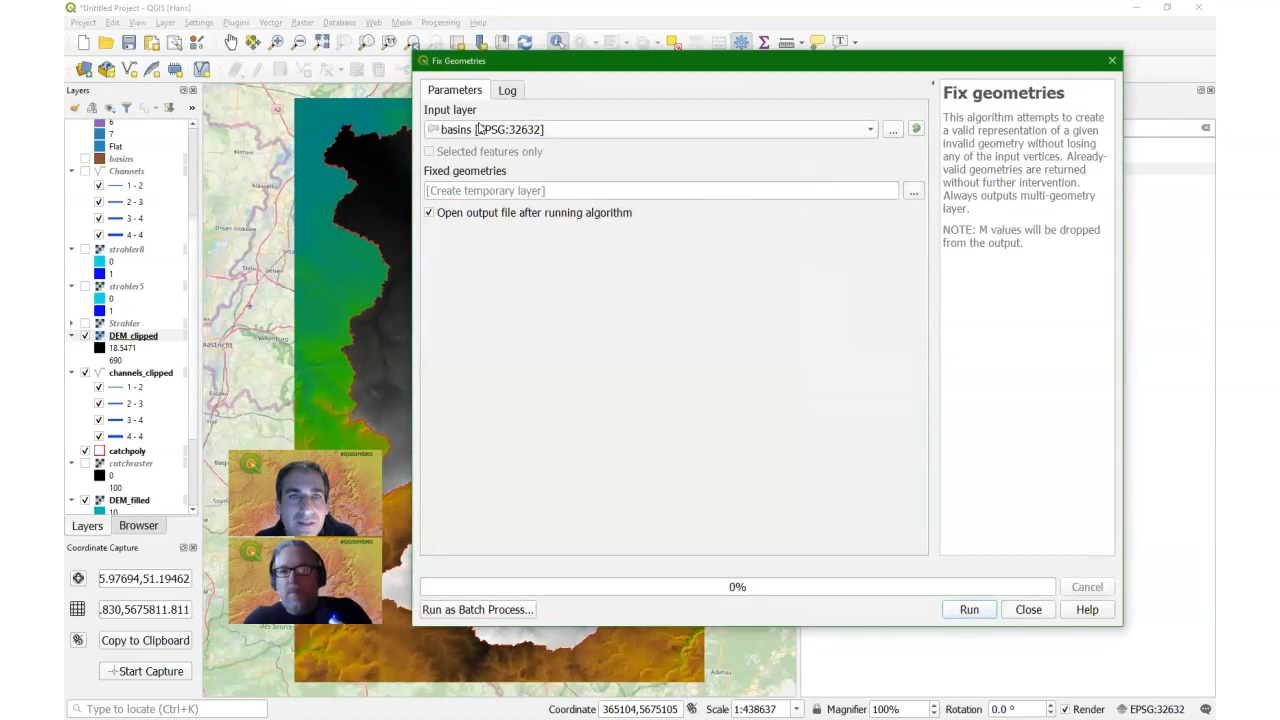 *Untitled Project - QGIS [Hans]
Project Edit View Layer Settings Plugins Vector Raster Database Web Mesh Processing Help
Layers
6
7
Flat
basins
Channels
1 - 2
2 - 3
3 - 4
4 - 4
strahler8
0
1
strahler5
0
1
Strahler
DEM_clipped
18.5471
690
channels_clipped
1 - 2
2 - 3
3 - 4
4 - 4
catchpoly
catchraster
0
100
DEM_filled
10
Layers Browser
Coordinate Capture
5.97694,51.19462
.830,5675811.811
Copy to Clipboard
Start Capture
Fix Geometries
Parameters Log
Input layer
basins [EPSG:32632]
Selected features only
Fixed geometries
[Create temporary layer]
Open output file after running algorithm
Fix geometries
This algorithm attempts to create
a valid representation of a given
invalid geometry without losing
any of the input vertices. Already-
valid geometries are returned
without further intervention.
Always outputs multi-geometry
layer.
NOTE: M values will be dropped
from the output.
0%
Cancel
Run as Batch Process...
Run Close Help
#QGISHYDRO
#QGISHYDRO
Adenau
Type to locate (Ctrl+K)
Coordinate 365104,5675105 Scale 1:438637 Magnifier 100% Rotation 0.0 ° Render EPSG:32632